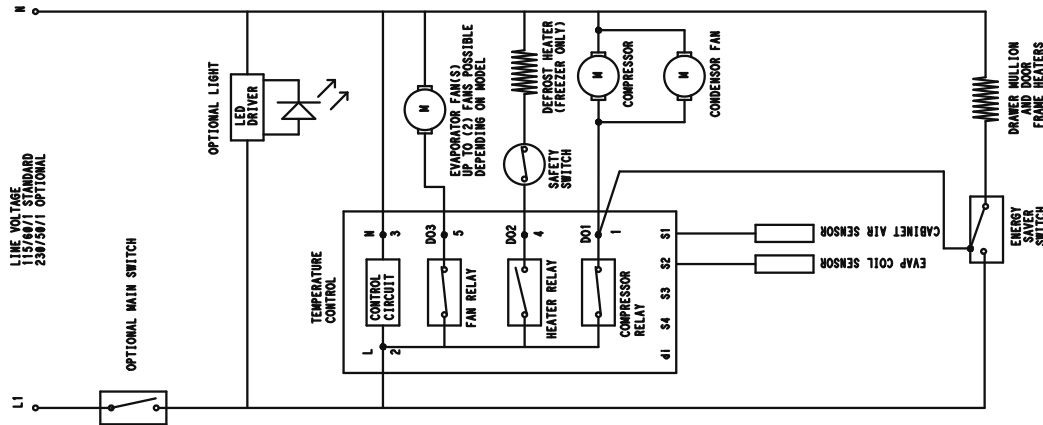 N
L1
LINE VOLTAGE
115/60/1 STANDARD
230/50/1 OPTIONAL
OPTIONAL MAIN SWITCH
OPTIONAL LIGHT
LED
DRIVER
TEMPERATURE
CONTROL
L
2
N
3
CONTROL
CIRCUIT
M
EVAPORATOR FAN(S)
UP TO (2) FANS POSSIBLE
DEPENDING ON MODEL
DO3
5
FAN RELAY
DEFROST HEATER
(FREEZER ONLY)
SAFETY
SWITCH
DO2
4
HEATER RELAY
M
COMPRESSOR
M
CONDENSOR FAN
DO1
1
COMPRESSOR
RELAY
S1
S2
S3
S4
di
CABINET AIR SENSOR
EVAP COIL SENSOR
DRAWER MULLION
AND DOOR
FRAME HEATERS
ENERGY
SAVER
SWITCH